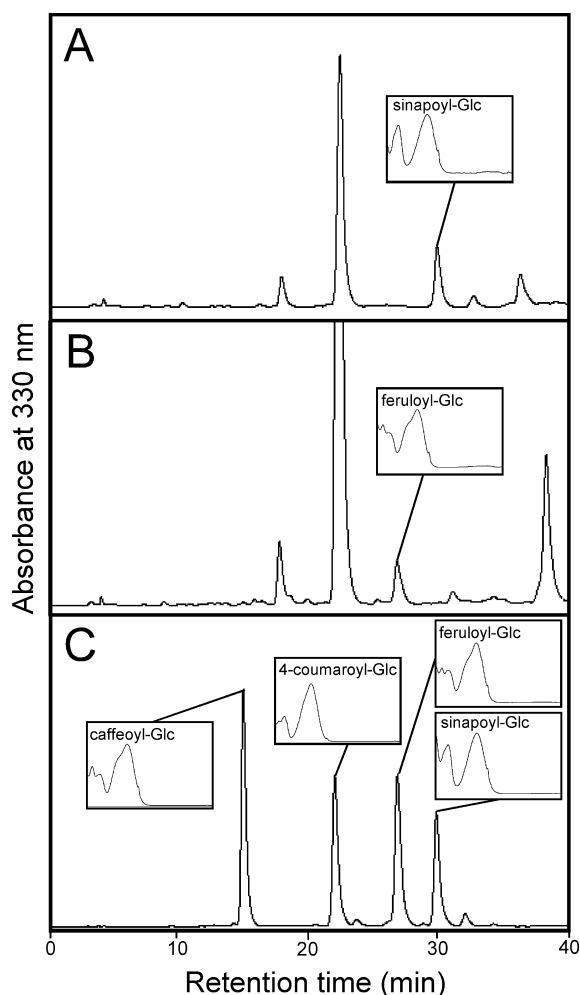 A
sinapoyl-Glc
B
feruloyl-Glc
C
feruloyl-Glc
4-coumaroyl-Glc
sinapoyl-Glc
caffeoyl-Glc
Absorbance at 330 nm
0 10 20 30 40
Retention time (min)